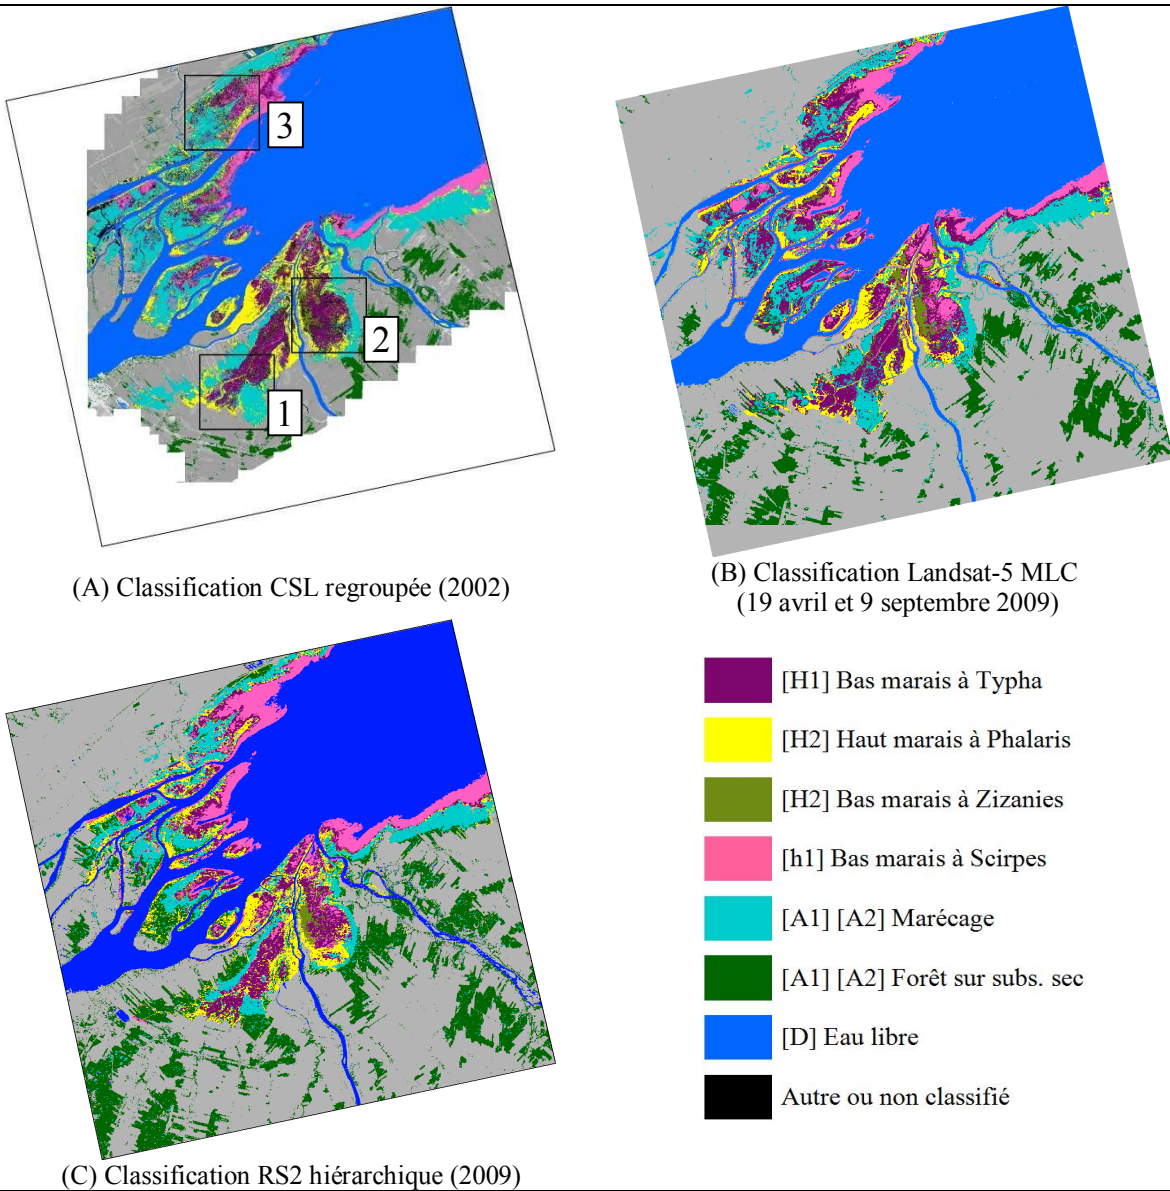 3
2
1
(A) Classification CSL regroupée (2002)
(B) Classification Landsat-5 MLC
(19 avril et 9 septembre 2009)
[H1] Bas marais à Typha
[H2] Haut marais à Phalaris
[H2] Bas marais à Zizanies
[h1] Bas marais à Scirpes
[A1] [A2] Marécage
[A1] [A2] Forêt sur subs. sec
[D] Eau libre
Autre ou non classifié
(C) Classification RS2 hiérarchique (2009)